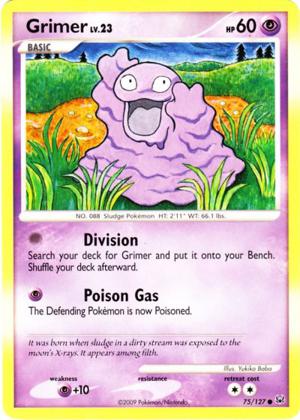 Grimer LV.23 HP 60
BASIC
NO. 088 Sludge Pokémon HT: 2'11" WT: 66.1 lbs.
Division
Search your deck for Grimer and put it onto your Bench.
Shuffle your deck afterward.
Poison Gas
The Defending Pokémon is now Poisoned.
It was born when sludge in a dirty stream was exposed to the
moon's X-rays. It appears among filth.
Illus. Yukiko Baba
weakness resistance retreat cost
+10
©2009 Pokémon/Nintendo.
75/127